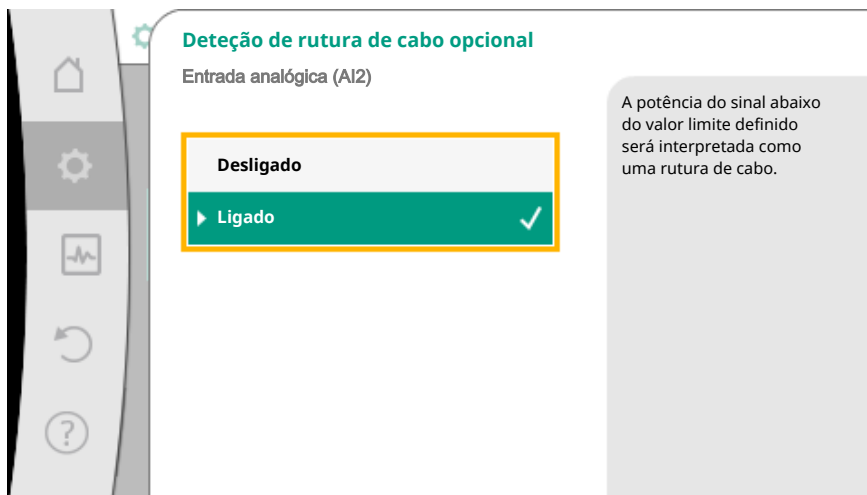 Deteção de rutura de cabo opcional
Entrada analógica (AI2)
Desligado
Ligado
A potência do sinal abaixo
do valor limite definido
será interpretada como
uma rutura de cabo.
?